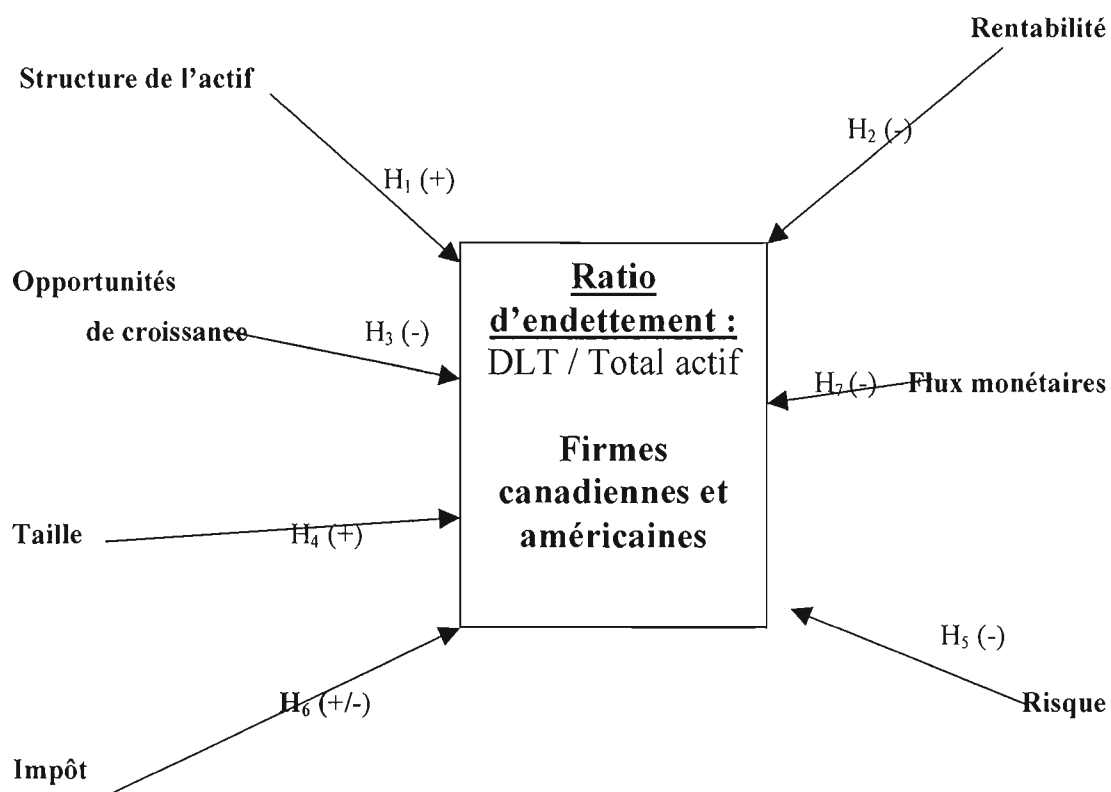 Rentabilité
Structure de l'actif
H₂ (-)
H₁ (+)
Opportunités
de croissance
H₃ (-)
Ratio
d'endettement :
DLT / Total actif
Firmes
canadiennes et
américaines
H₇ (-)
Flux monétaires
Taille
H₄ (+)
H₅ (-)
Risque
H₆ (+/-)
Impôt